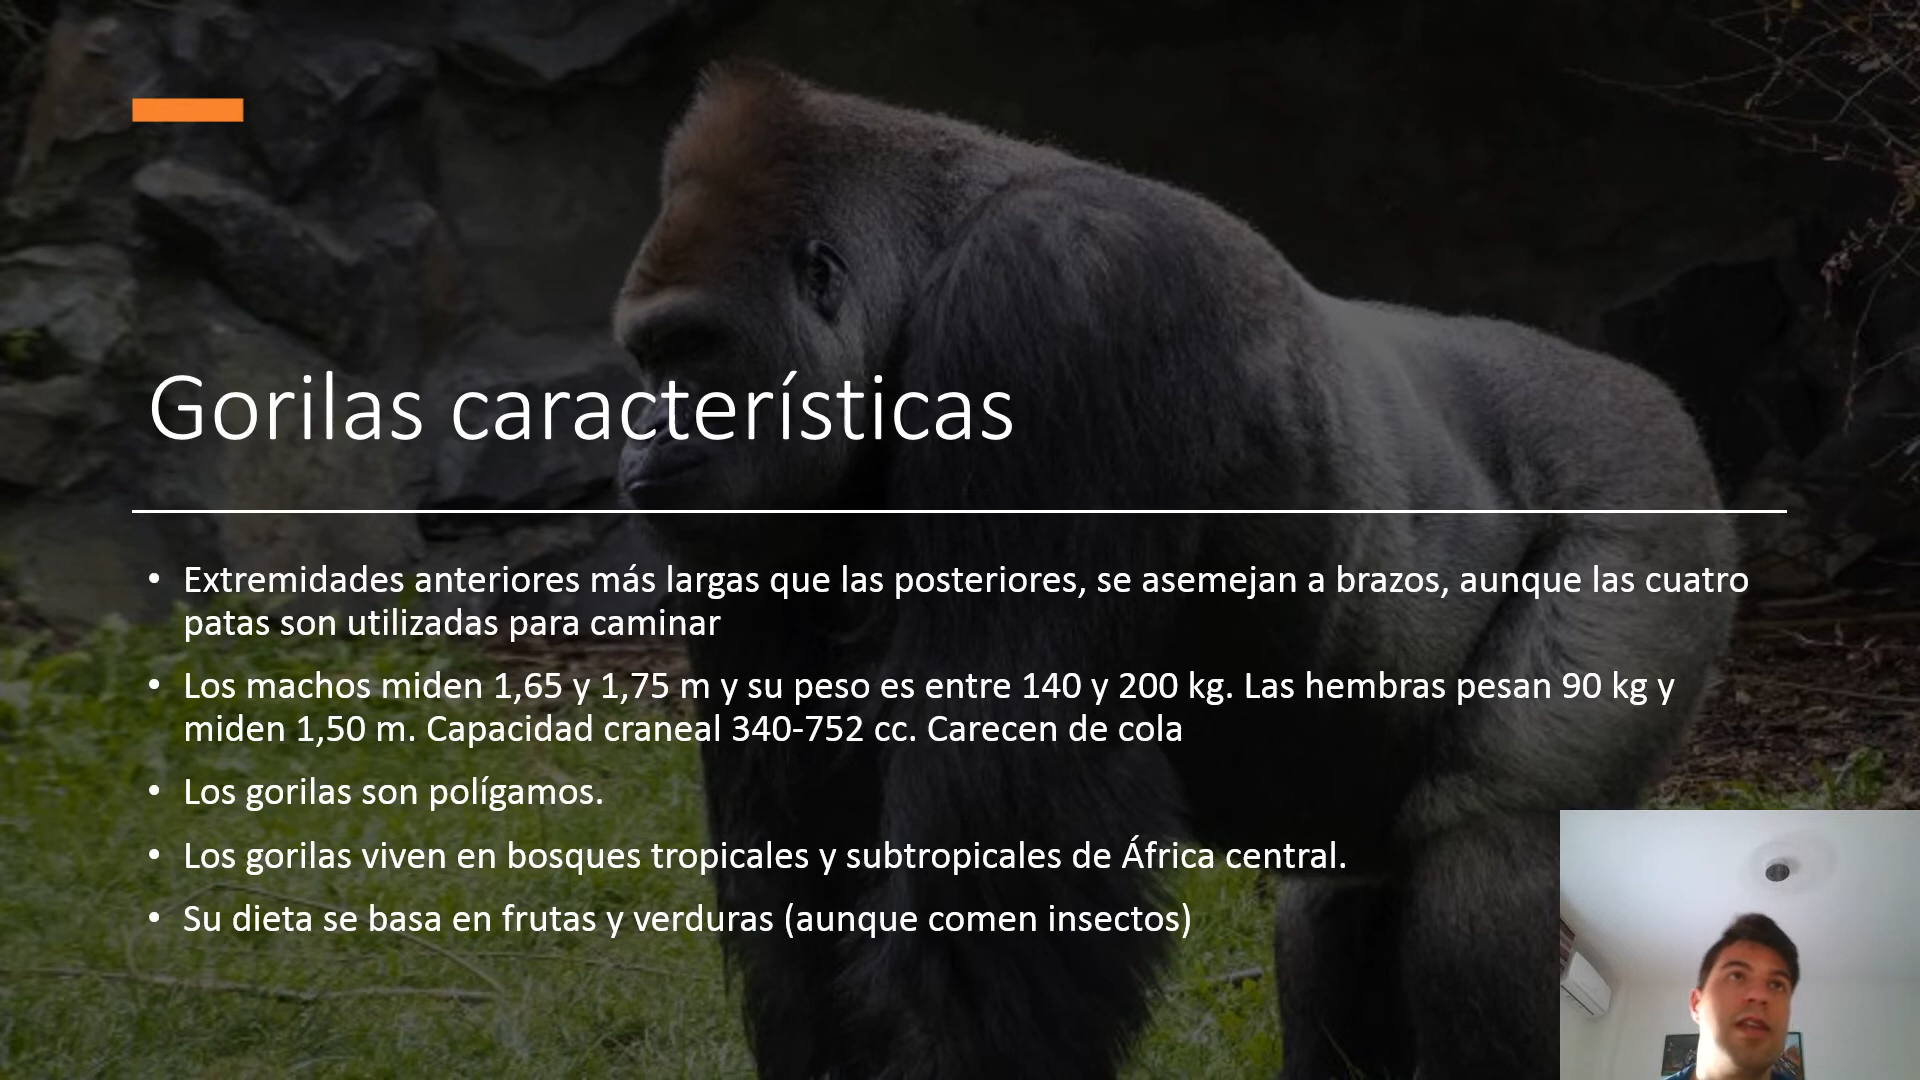 Gorilas características
• Extremidades anteriores más largas que las posteriores, se asemejan a brazos, aunque las cuatro
patas son utilizadas para caminar
• Los machos miden 1,65 y 1,75 m y su peso es entre 140 y 200 kg. Las hembras pesan 90 kg y
miden 1,50 m. Capacidad craneal 340-752 cc. Carecen de cola
• Los gorilas son polígamos.
• Los gorilas viven en bosques tropicales y subtropicales de África central.
• Su dieta se basa en frutas y verduras (aunque comen insectos)